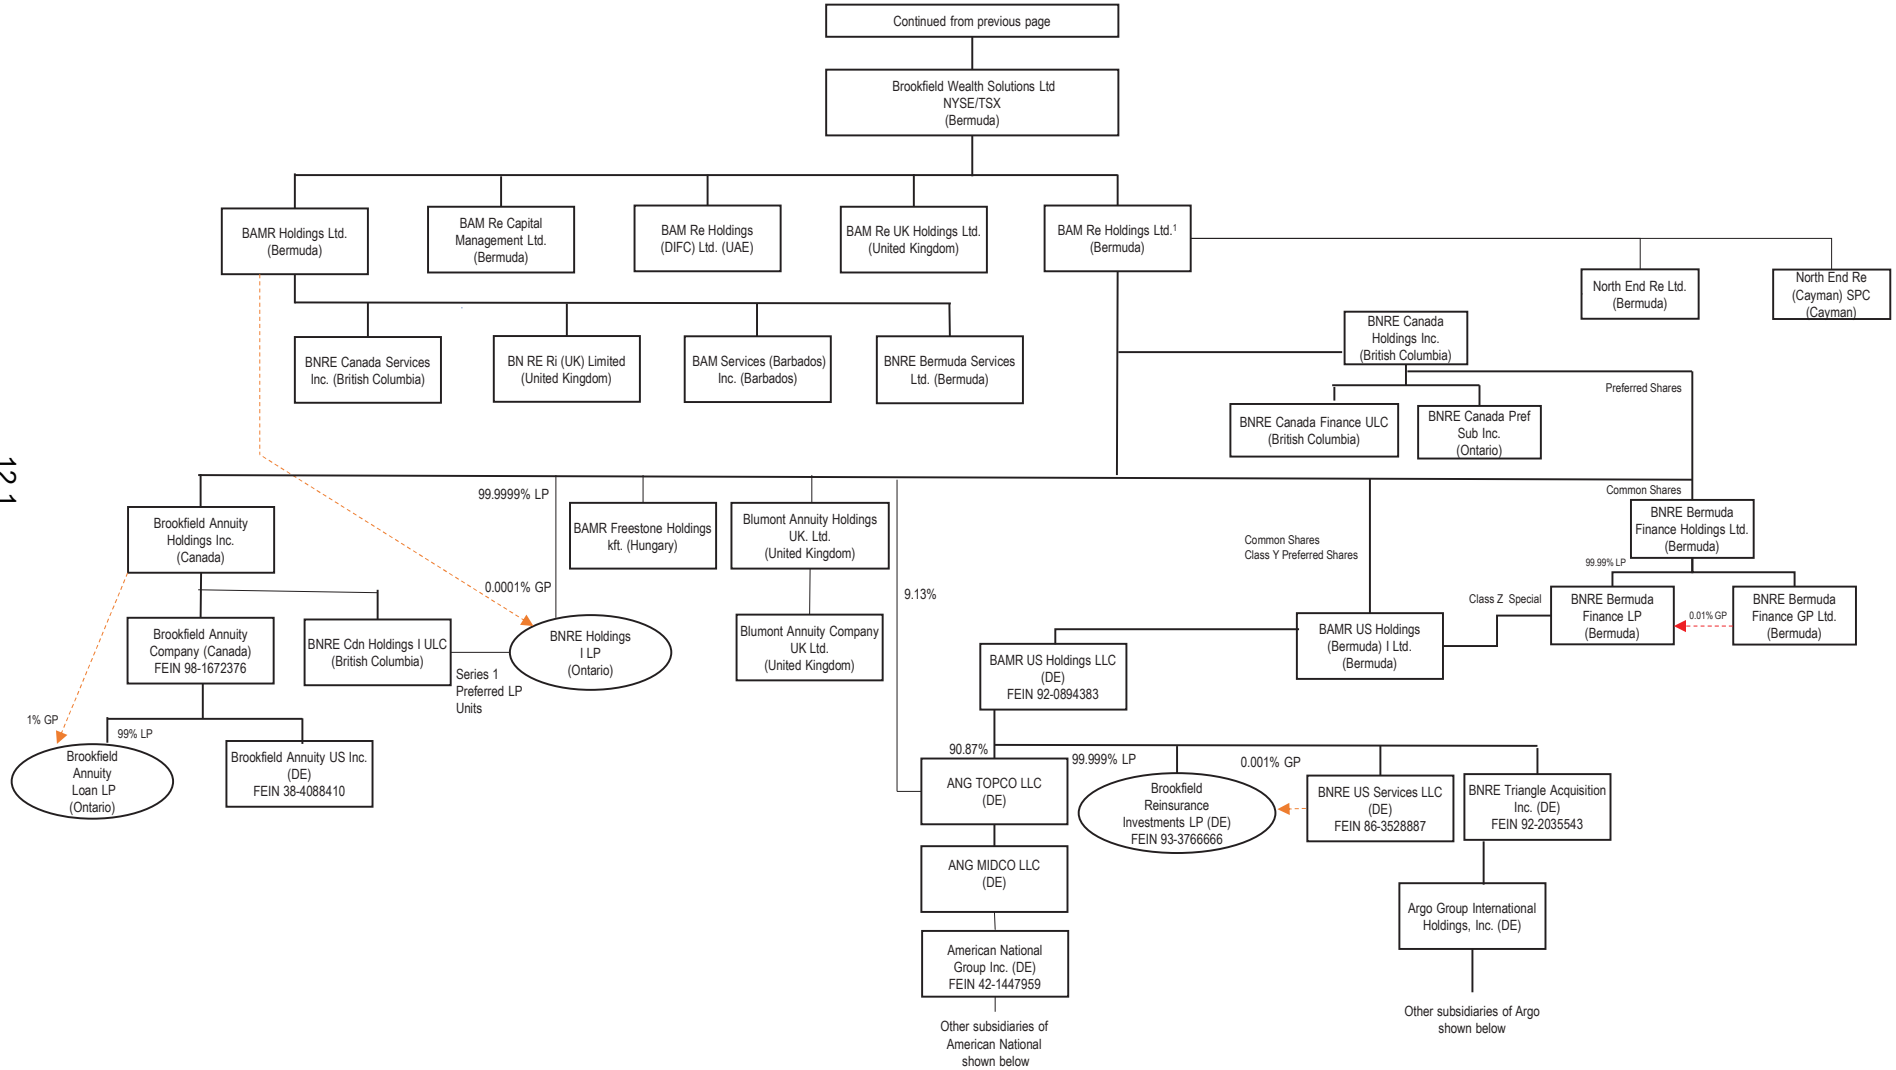 Continued from previous page
Brookfield Wealth Solutions Ltd
NYSE/TSX
(Bermuda)
BAMR Holdings Ltd.
(Bermuda)
BAM Re Capital
Management Ltd.
(Bermuda)
BAM Re Holdings
(DIFC) Ltd. (UAE)
BAM Re UK Holdings Ltd.
(United Kingdom)
BAM Re Holdings Ltd.¹
(Bermuda)
North End Re Ltd.
(Bermuda)
North End Re
(Cayman) SPC
(Cayman)
BNRE Canada Services
Inc. (British Columbia)
BN RE Ri (UK) Limited
(United Kingdom)
BAM Services (Barbados)
Inc. (Barbados)
BNRE Bermuda Services
Ltd. (Bermuda)
BNRE Canada
Holdings Inc.
(British Columbia)
Preferred Shares
BNRE Canada Finance ULC
(British Columbia)
BNRE Canada Pref
Sub Inc.
(Ontario)
12.1
99.9999% LP
Common Shares
Brookfield Annuity
Holdings Inc.
(Canada)
BAMR Freestone Holdings
kft. (Hungary)
Blumont Annuity Holdings
UK. Ltd.
(United Kingdom)
Common Shares
Class Y Preferred Shares
BNRE Bermuda
Finance Holdings Ltd.
(Bermuda)
99.99% LP
0.0001% GP
9.13%
Class Z Special
BNRE Bermuda
Finance LP
(Bermuda)
0.01% GP
BNRE Bermuda
Finance GP Ltd.
(Bermuda)
Brookfield Annuity
Company (Canada)
FEIN 98-1672376
BNRE Cdn Holdings I ULC
(British Columbia)
Series 1
Preferred LP
Units
BNRE Holdings
I LP
(Ontario)
Blumont Annuity Company
UK Ltd.
(United Kingdom)
BAMR US Holdings LLC
(DE)
FEIN 92-0894383
BAMR US Holdings
(Bermuda) I Ltd.
(Bermuda)
1% GP
99% LP
Brookfield
Annuity
Loan LP
(Ontario)
Brookfield Annuity US Inc.
(DE)
FEIN 38-4088410
90.87%
99.999% LP
0.001% GP
ANG TOPCO LLC
(DE)
Brookfield
Reinsurance
Investments LP (DE)
FEIN 93-3766666
BNRE US Services LLC
(DE)
FEIN 86-3528887
BNRE Triangle Acquisition
Inc. (DE)
FEIN 92-2035543
ANG MIDCO LLC
(DE)
Argo Group International
Holdings, Inc. (DE)
American National
Group Inc. (DE)
FEIN 42-1447959
Other subsidiaries of Argo
shown below
Other subsidiaries of
American National
shown below